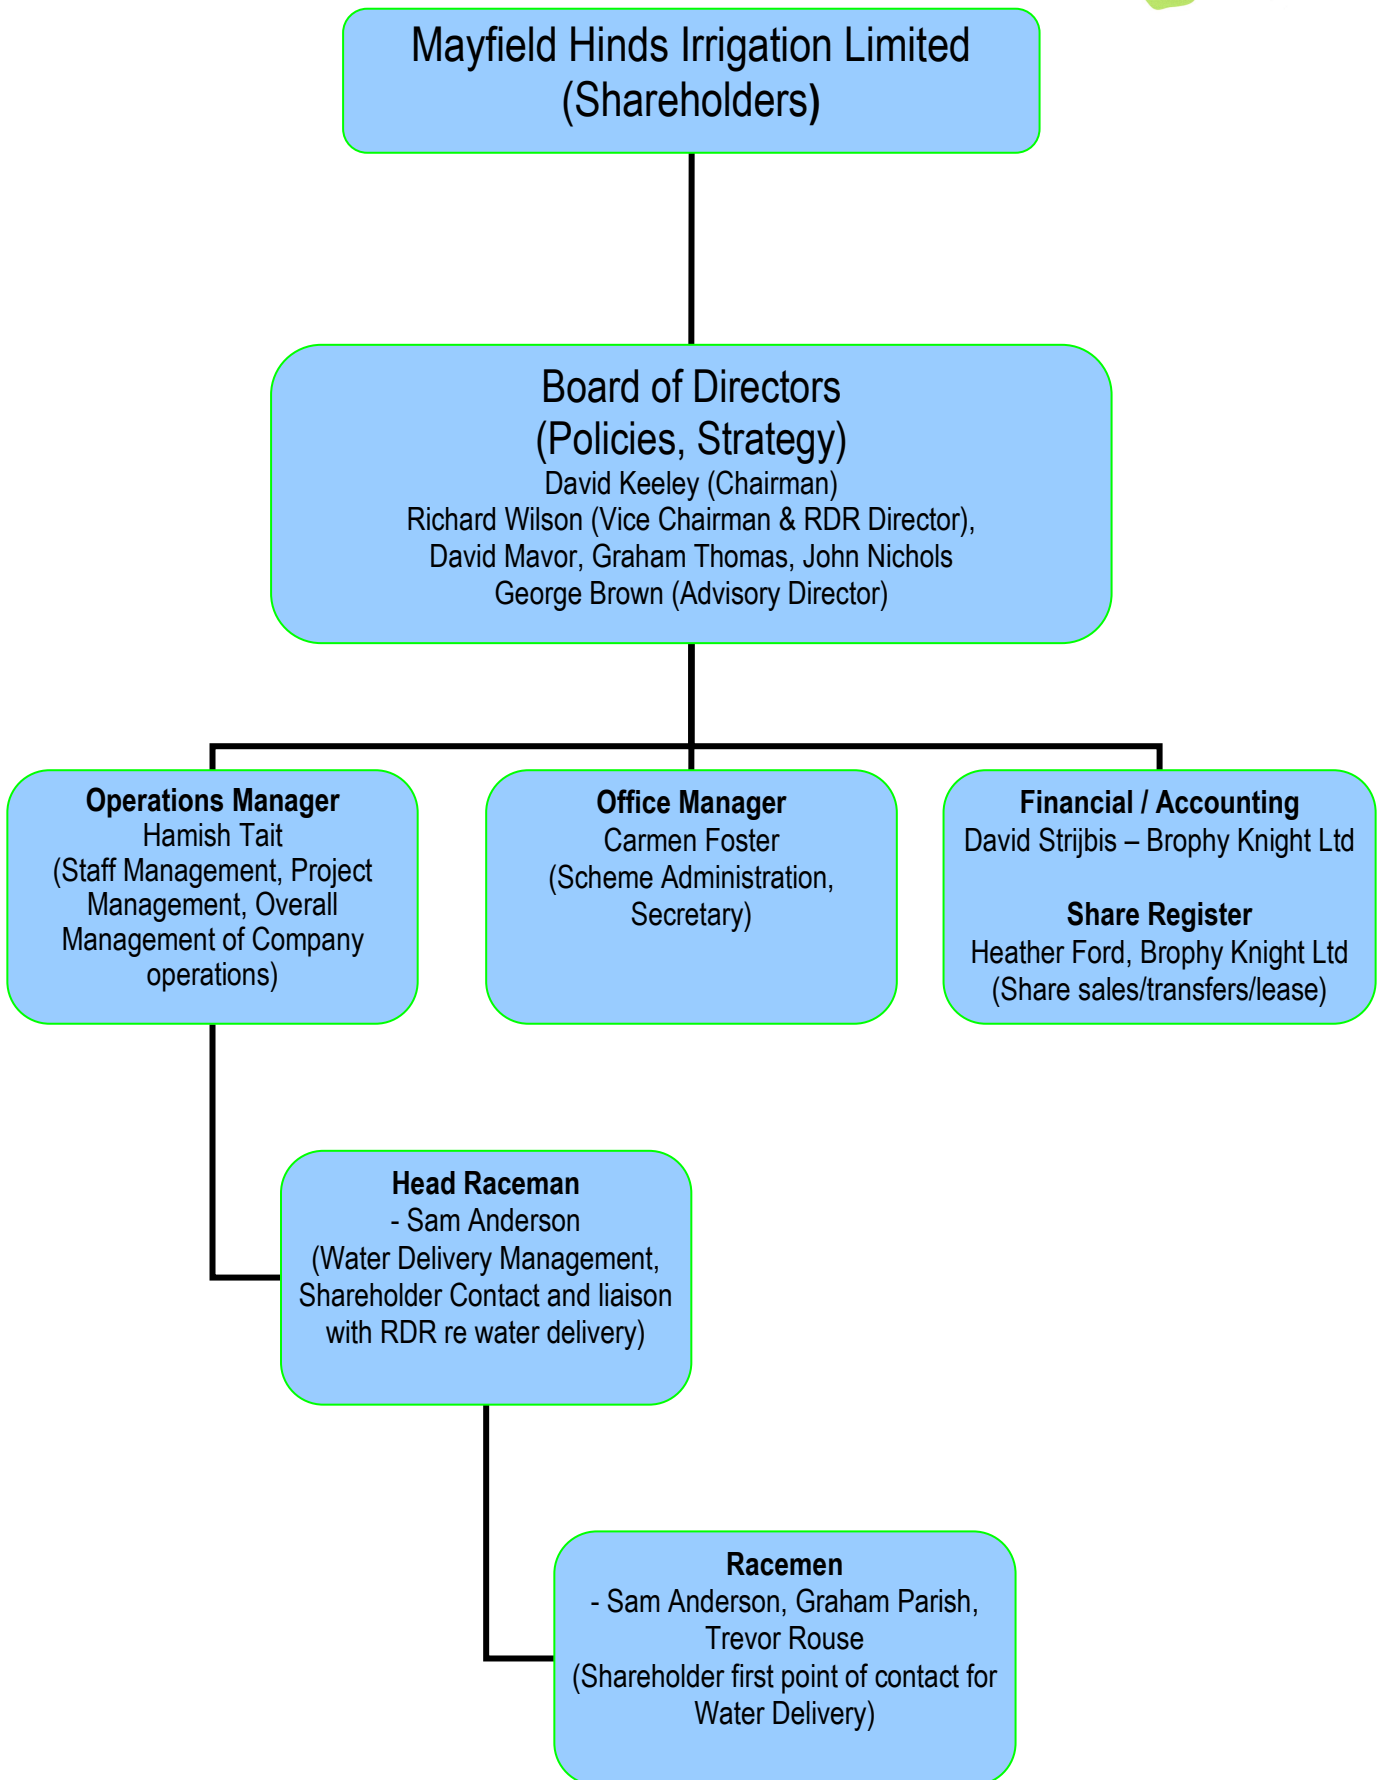 Mayfield Hinds Irrigation Limited
(Shareholders)
Board of Directors
(Policies, Strategy)
David Keeley (Chairman)
Richard Wilson (Vice Chairman & RDR Director),
David Mavor, Graham Thomas, John Nichols
George Brown (Advisory Director)
Operations Manager
Hamish Tait
(Staff Management, Project
Management, Overall
Management of Company
operations)
Office Manager
Carmen Foster
(Scheme Administration,
Secretary)
Financial / Accounting
David Strijbis – Brophy Knight Ltd
Share Register
Heather Ford, Brophy Knight Ltd
(Share sales/transfers/lease)
Head Raceman
- Sam Anderson
(Water Delivery Management,
Shareholder Contact and liaison
with RDR re water delivery)
Racemen
- Sam Anderson, Graham Parish,
Trevor Rouse
(Shareholder first point of contact for
Water Delivery)